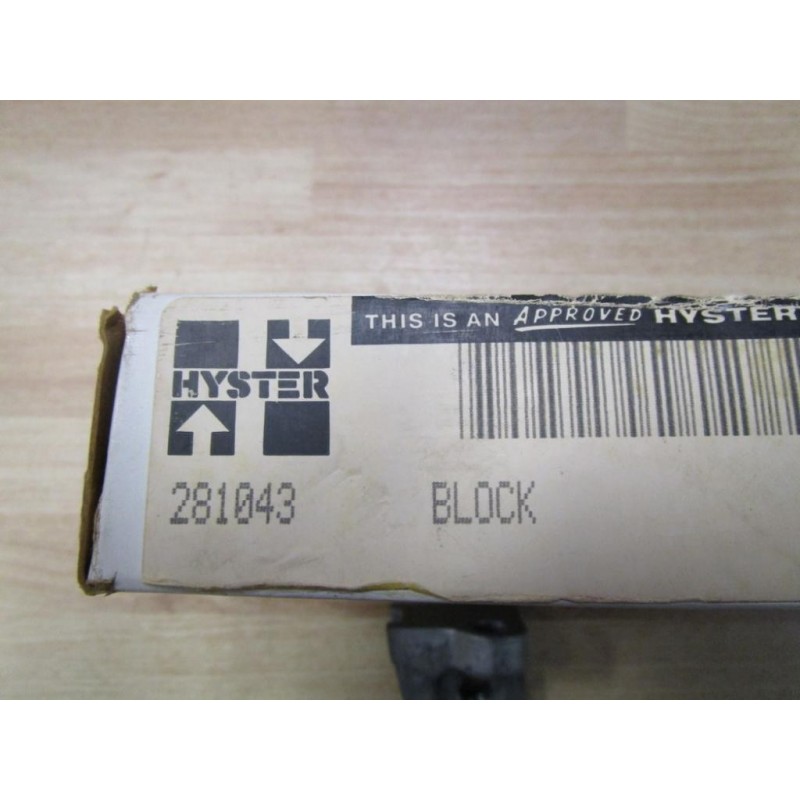 THIS IS AN APPROVED HYSTER
HYSTER
281043 BLOCK